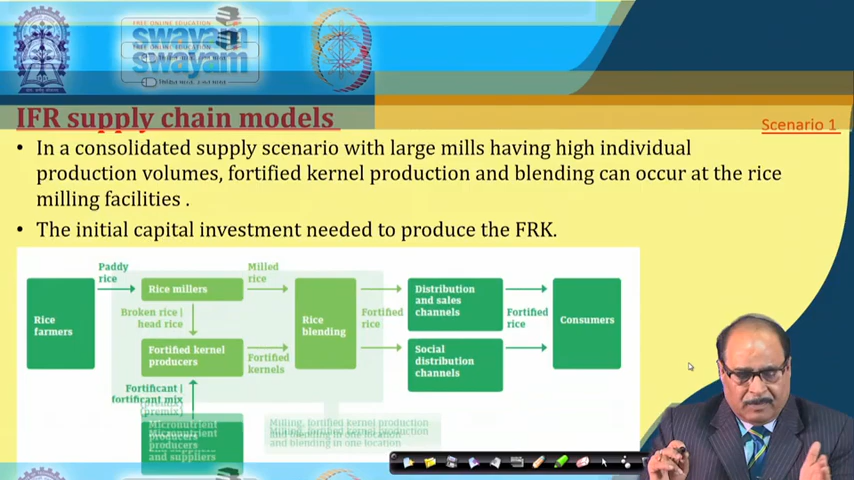 FREE ONLINE EDUCATION
swayam
swayam
IFR supply chain models
Scenario 1
• In a consolidated supply scenario with large mills having high individual
production volumes, fortified kernel production and blending can occur at the rice
milling facilities .
• The initial capital investment needed to produce the FRK.
Paddy
rice
Rice millers
Milled
rice
Distribution
and sales
channels
Broken rice |
head rice
Rice
farmers
Rice
blending
Fortified
rice
Fortified
rice
Consumers
Fortified kernel
producers
Fortified
kernels
Social
distribution
channels
Fortificant |
fortificant mix
(premix)
Micronutrient
producers
and suppliers
Milling, fortified kernel production
and blending in one location